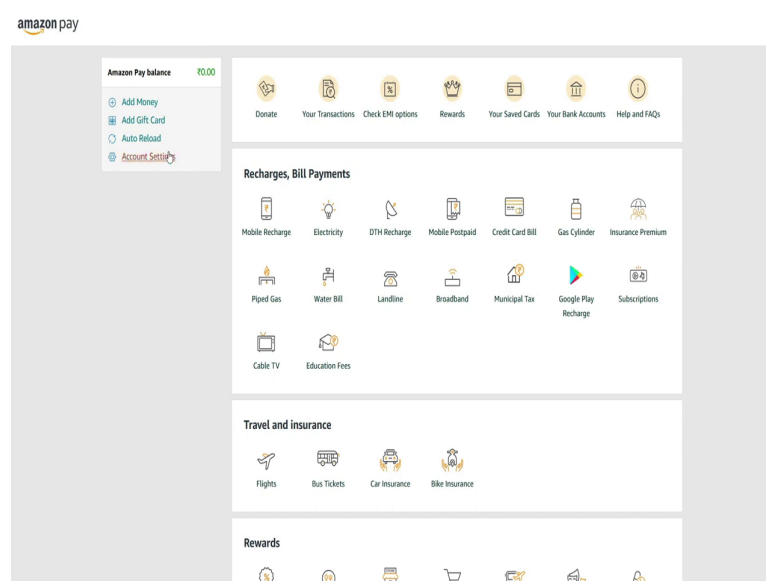 amazon pay
Amazon Pay balance ₹0.00
Add Money
Add Gift Card
Auto Reload
Account Settings
Donate Your Transactions Check EMI options Rewards Your Saved Cards Your Bank Accounts Help and FAQs
Recharges, Bill Payments
Mobile Recharge Electricity DTH Recharge Mobile Postpaid Credit Card Bill Gas Cylinder Insurance Premium
Piped Gas Water Bill Landline Broadband Municipal Tax Google Play Subscriptions
Recharge
Cable TV Education Fees
Travel and insurance
Flights Bus Tickets Car Insurance Bike Insurance
Rewards